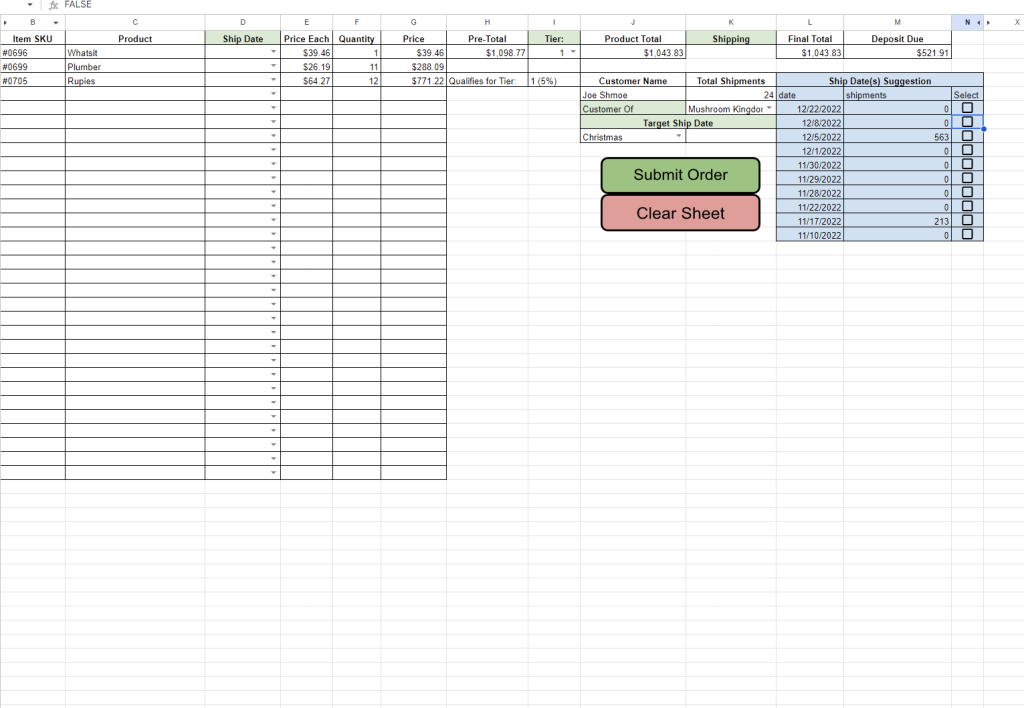 fx FALSE
B C D E F G H I J K L M N X
Item SKU Product Ship Date Price Each Quantity Price Pre-Total Tier: Product Total Shipping Final Total Deposit Due
#0696 Whatsit $39.46 1 $39.46 $1,098.77 1 $1,043.83 $1,043.83 $521.91
#0699 Plumber $26.19 11 $288.09
#0705 Rupies $64.27 12 $771.22 Qualifies for Tier: 1 (5%) Customer Name Total Shipments Ship Date(s) Suggestion
Joe Shmoe 24 date shipments Select
Customer Of Mushroom Kingdor 12/22/2022 0
Target Ship Date 12/8/2022 0
Christmas 12/5/2022 563
12/1/2022 0
11/30/2022 0
Submit Order 11/29/2022 0
11/28/2022 0
11/22/2022 0
Clear Sheet 11/17/2022 213
11/10/2022 0